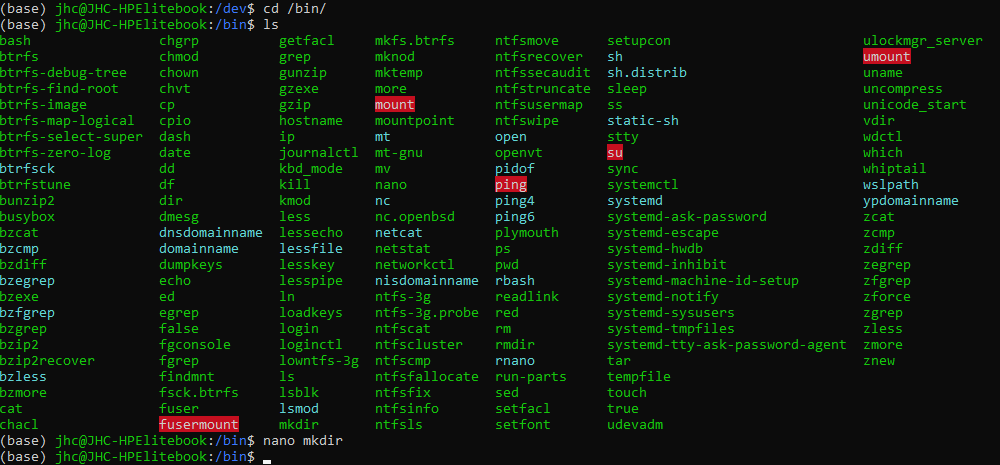 (base) jhc@JHC-HPElitebook:/dev$ cd /bin/
(base) jhc@JHC-HPElitebook:/bin$ ls
bash chgrp getfacl mkfs.btrfs ntfsmove setupcon ulockmgr_server
btrfs chmod grep mknod ntfsrecover sh umount
btrfs-debug-tree chown gunzip mktemp ntfssecaudit sh.distrib uname
btrfs-find-root chvt gzexe more ntfstruncate sleep uncompress
btrfs-image cp gzip mount ntfsusermap ss unicode_start
btrfs-map-logical cpio hostname mountpoint ntfswipe static-sh vdir
btrfs-select-super dash ip mt open stty wdctl
btrfs-zero-log date journalctl mt-gnu openvt su which
btrfsck dd kbd_mode mv pidof sync whiptail
btrfstune df kill nano ping systemctl wslpath
bunzip2 dir kmod nc ping4 systemd ypdomainname
busybox dmesg less nc.openbsd ping6 systemd-ask-password zcat
bzcat dnsdomainname lessecho netcat plymouth systemd-escape zcmp
bzcmp domainname lessfile netstat ps systemd-hwdb zdiff
bzdiff dumpkeys lesskey networkctl pwd systemd-inhibit zegrep
bzegrep echo lesspipe nisdomainname rbash systemd-machine-id-setup zfgrep
bzexe ed ln ntfs-3g readlink systemd-notify zforce
bzfgrep egrep loadkeys ntfs-3g.probe red systemd-sysusers zgrep
bzgrep false login ntfscat rm systemd-tmpfiles zless
bzip2 fgconsole loginctl ntfscluster rmdir systemd-tty-ask-password-agent zmore
bzip2recover fgrep lowntfs-3g ntfscmp rnano tar znew
bzless findmnt ls ntfsfallocate run-parts tempfile
bzmore fsck.btrfs lsblk ntfsfix sed touch
cat fuser lsmod ntfsinfo setfacl true
chacl fusermount mkdir ntfsls setfont udevadm
(base) jhc@JHC-HPElitebook:/bin$ nano mkdir
(base) jhc@JHC-HPElitebook:/bin$